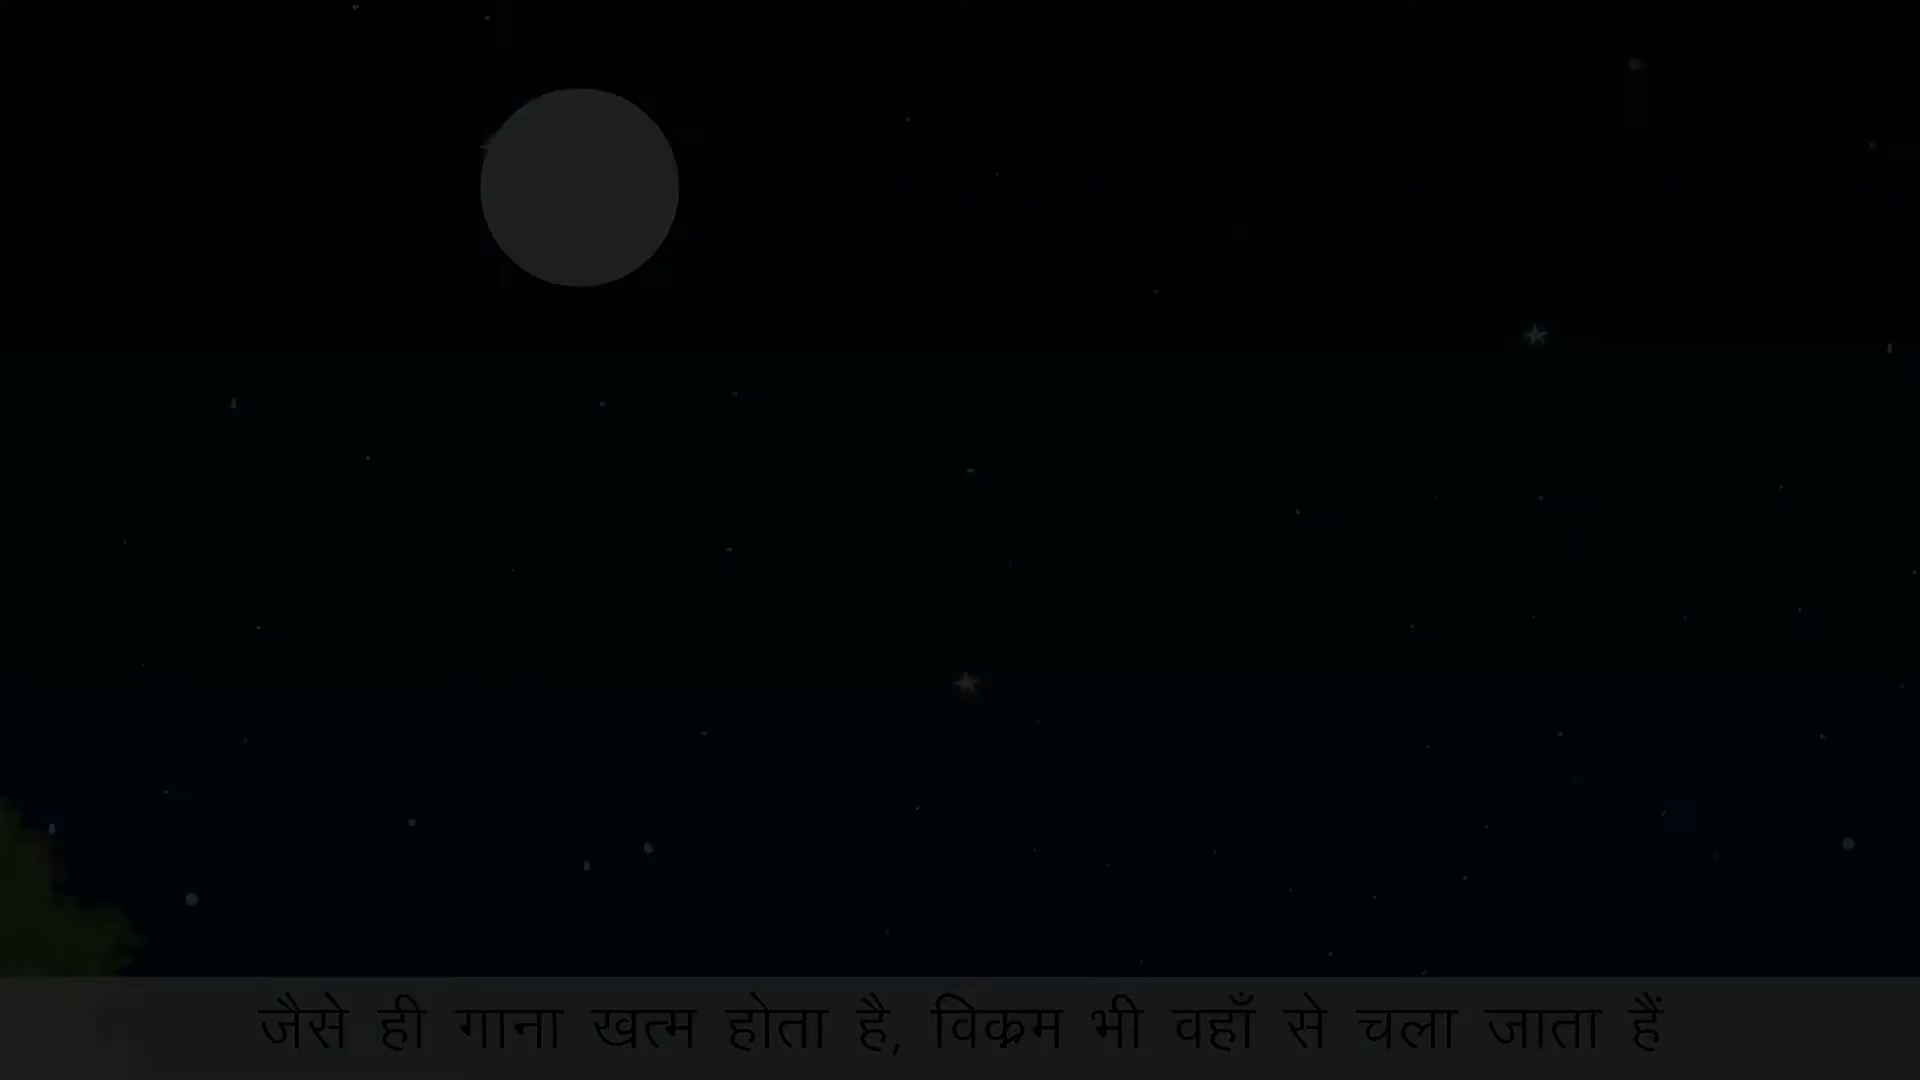 जैसे ही गाना खत्म होता है, विक्रम भी वहाँ से चला जाता हैं